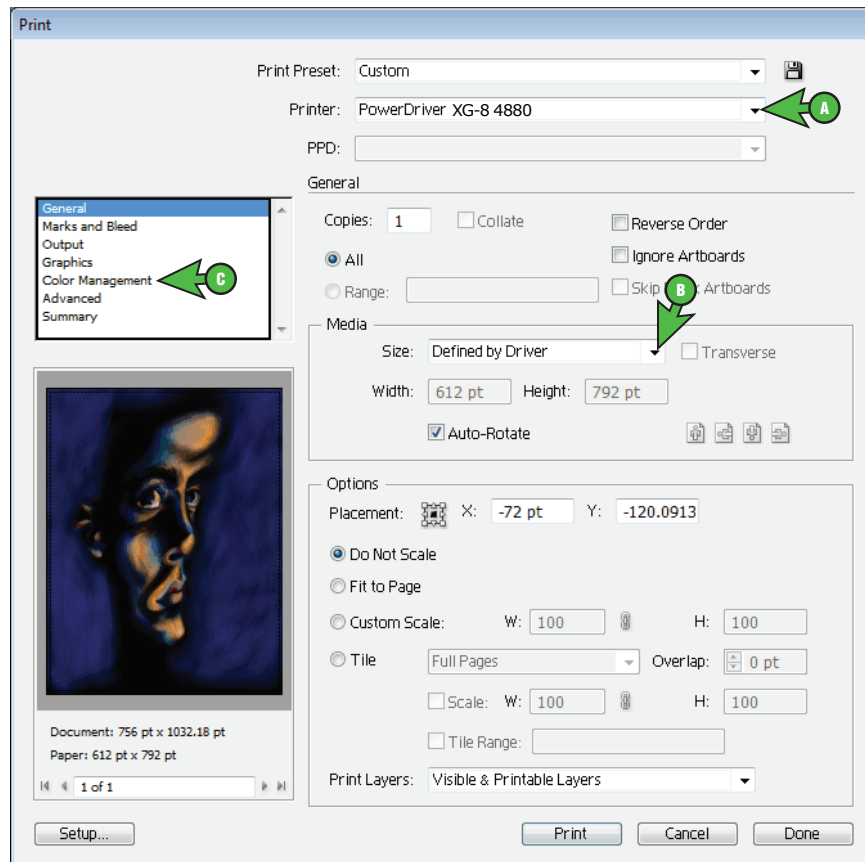 Print
Print Preset: Custom
Printer: PowerDriver XG-8 4880
A
PPD:
General
General
Marks and Bleed
Output
Graphics
Color Management
Advanced
Summary
C
Copies: 1 Collate Reverse Order
All Ignore Artboards
Range: Skip Artboards
B
Media
Size: Defined by Driver Transverse
Width: 612 pt Height: 792 pt
Auto-Rotate
Options
Placement: X: -72 pt Y: -120.0913
Do Not Scale
Fit to Page
Custom Scale: W: 100 H: 100
Tile Full Pages Overlap: 0 pt
Scale: W: 100 H: 100
Tile Range:
Print Layers: Visible & Printable Layers
Document: 756 pt x 1032.18 pt
Paper: 612 pt x 792 pt
1 of 1
Setup... Print Cancel Done